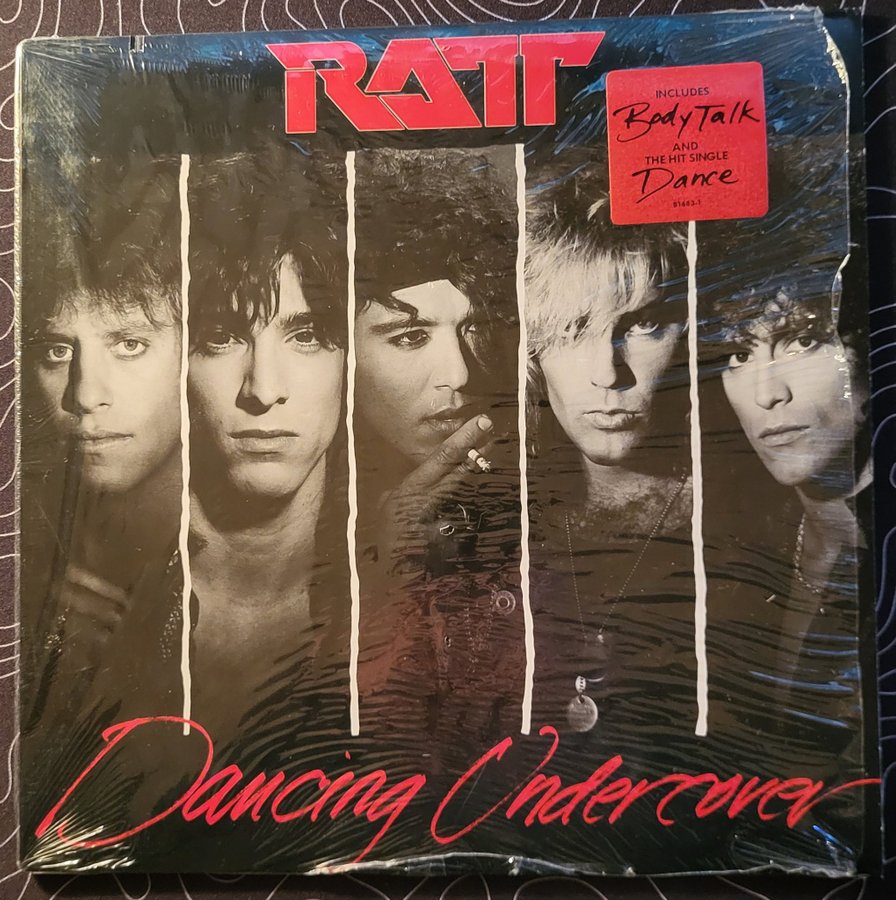 RATT
INCLUDES
Body Talk
AND
THE HIT SINGLE
Dance
81683-1
Dancing Undercover